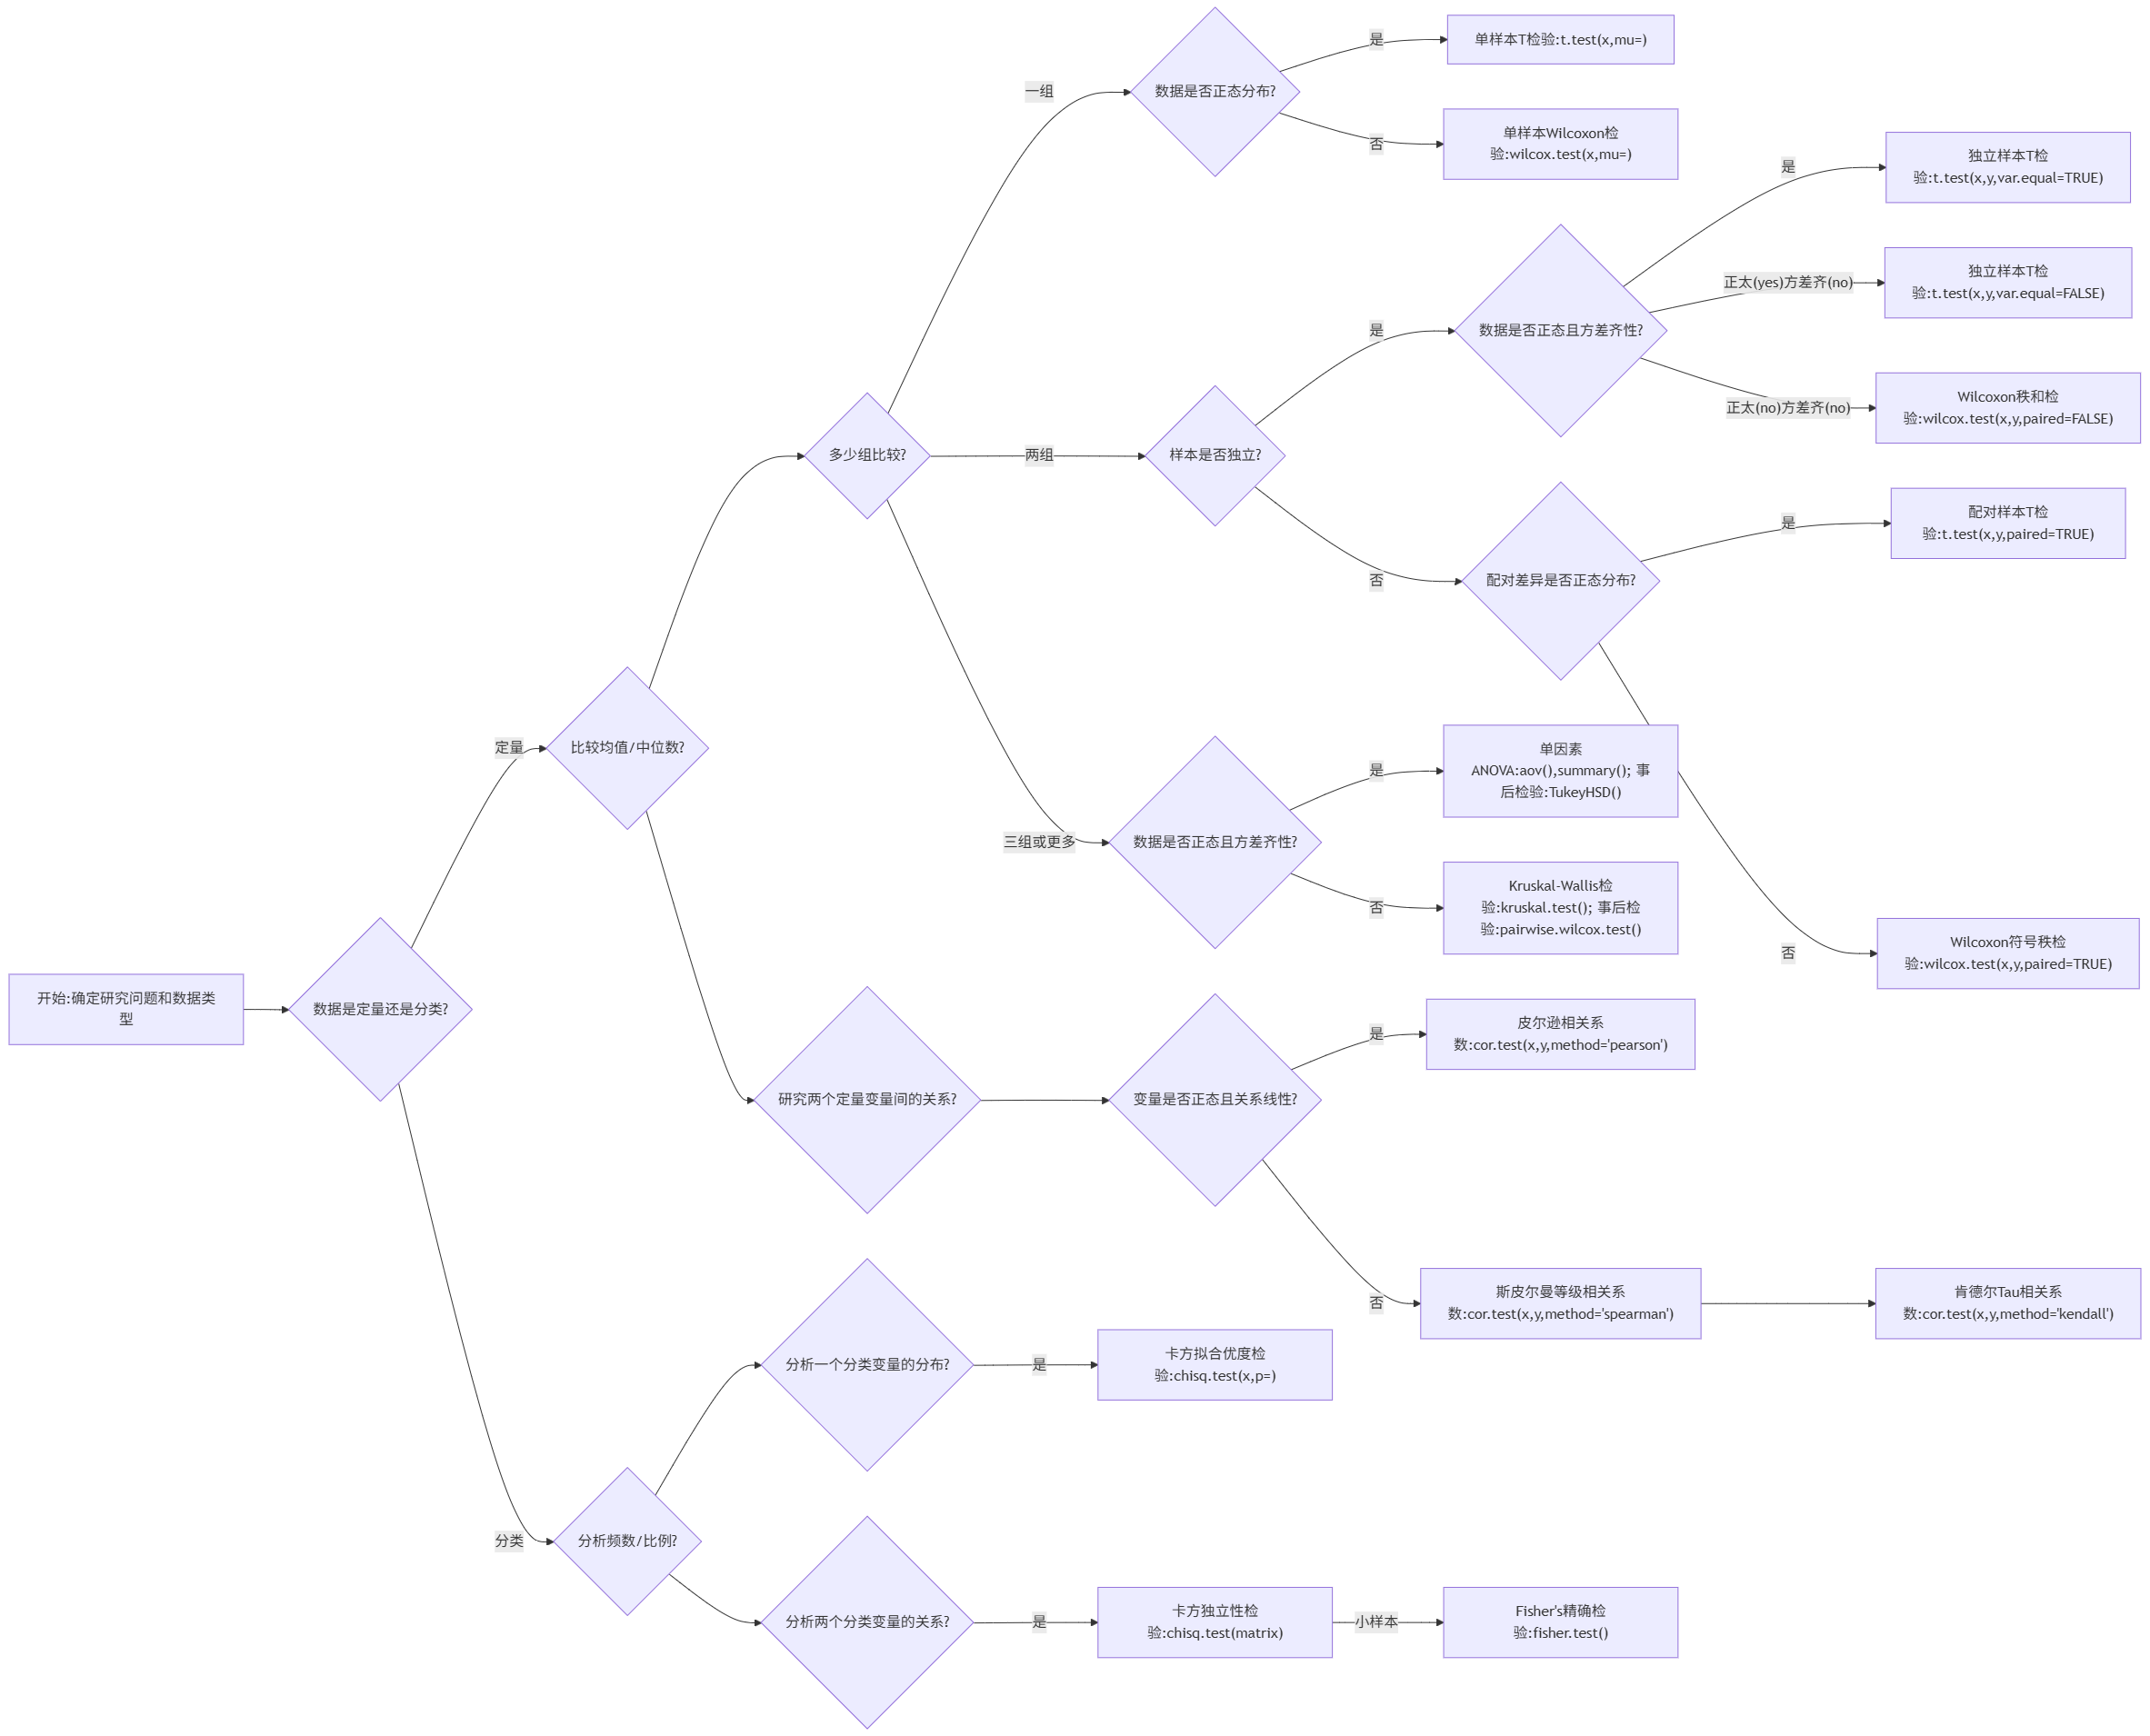 开始:确定研究问题和数据类
型
数据是定量还是分类?
定量
分类
比较均值/中位数?
分析频数/比例?
多少组比较?
研究两个定量变量间的关系?
分析一个分类变量的分布?
分析两个分类变量的关系?
一组
两组
三组或更多
是
是
数据是否正态分布?
样本是否独立?
数据是否正态且方差齐性?
变量是否正态且关系线性?
卡方拟合优度检
验:chisq.test(x,p=)
卡方独立性检
验:chisq.test(matrix)
是
否
是
否
是
否
是
否
小样本
单样本T检验:t.test(x,mu=)
单样本Wilcoxon检
验:wilcox.test(x,mu=)
数据是否正态且方差齐性?
配对差异是否正态分布?
单因素
ANOVA:aov(),summary(); 事
后检验:TukeyHSD()
Kruskal-Wallis检
验:kruskal.test(); 事后检
验:pairwise.wilcox.test()
皮尔逊相关系
数:cor.test(x,y,method='pearson')
斯皮尔曼等级相关系
数:cor.test(x,y,method='spearman')
Fisher's精确检
验:fisher.test()
是
正太(yes)方差齐(no)
正太(no)方差齐(no)
是
否
独立样本T检
验:t.test(x,y,var.equal=TRUE)
独立样本T检
验:t.test(x,y,var.equal=FALSE)
Wilcoxon秩和检
验:wilcox.test(x,y,paired=FALSE)
配对样本T检
验:t.test(x,y,paired=TRUE)
Wilcoxon符号秩检
验:wilcox.test(x,y,paired=TRUE)
肯德尔Tau相关系
数:cor.test(x,y,method='kendall')